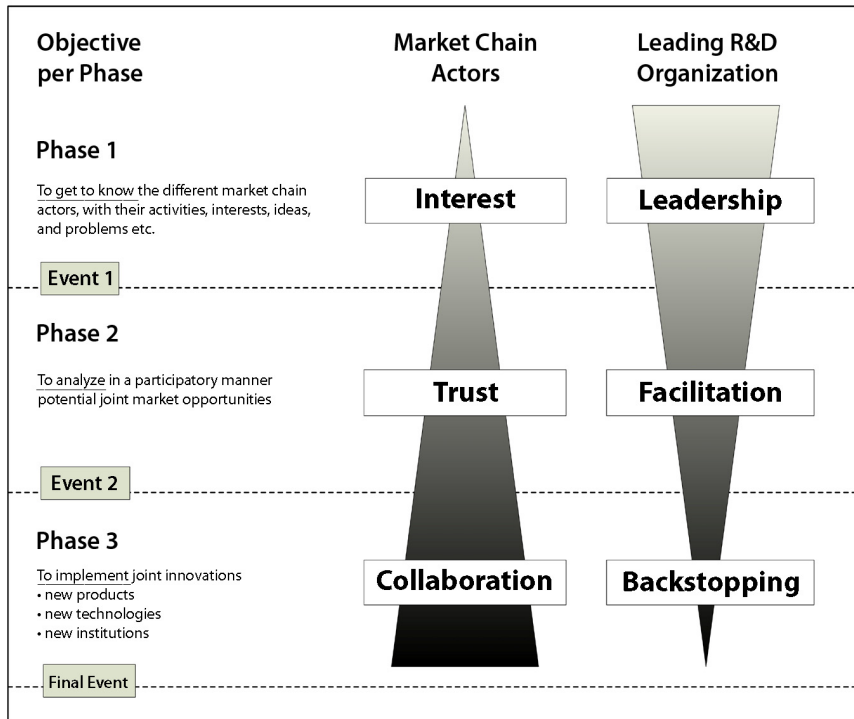 Objective
per Phase
Market Chain
Actors
Leading R&D
Organization
Phase 1
To get to know the different market chain
actors, with their activities, interests, ideas,
and problems etc.
Interest
Leadership
Event 1
Phase 2
To analyze in a participatory manner
potential joint market opportunities
Trust
Facilitation
Event 2
Phase 3
To implement joint innovations
• new products
• new technologies
• new institutions
Collaboration
Backstopping
Final Event